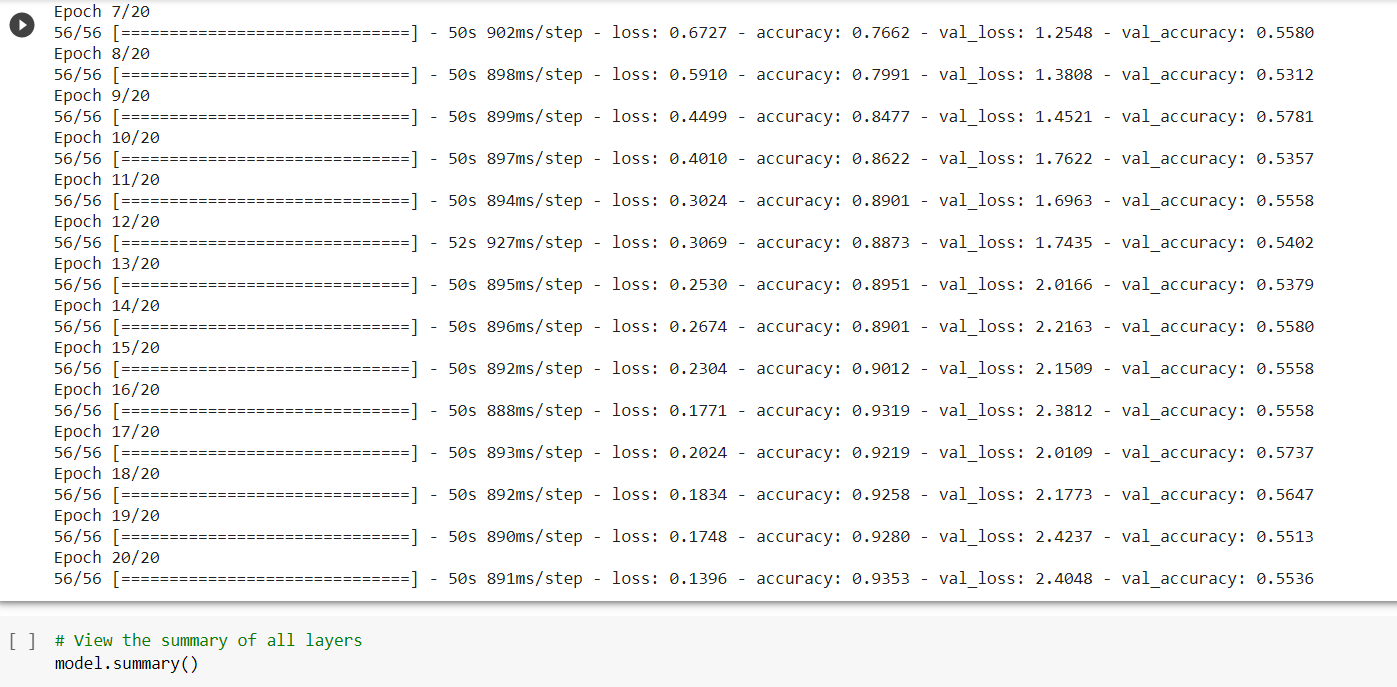 Epoch 7/20
56/56 [==============================] - 50s 902ms/step - loss: 0.6727 - accuracy: 0.7662 - val_loss: 1.2548 - val_accuracy: 0.5580
Epoch 8/20
56/56 [==============================] - 50s 898ms/step - loss: 0.5910 - accuracy: 0.7991 - val_loss: 1.3808 - val_accuracy: 0.5312
Epoch 9/20
56/56 [==============================] - 50s 899ms/step - loss: 0.4499 - accuracy: 0.8477 - val_loss: 1.4521 - val_accuracy: 0.5781
Epoch 10/20
56/56 [==============================] - 50s 897ms/step - loss: 0.4010 - accuracy: 0.8622 - val_loss: 1.7622 - val_accuracy: 0.5357
Epoch 11/20
56/56 [==============================] - 50s 894ms/step - loss: 0.3024 - accuracy: 0.8901 - val_loss: 1.6963 - val_accuracy: 0.5558
Epoch 12/20
56/56 [==============================] - 52s 927ms/step - loss: 0.3069 - accuracy: 0.8873 - val_loss: 1.7435 - val_accuracy: 0.5402
Epoch 13/20
56/56 [==============================] - 50s 895ms/step - loss: 0.2530 - accuracy: 0.8951 - val_loss: 2.0166 - val_accuracy: 0.5379
Epoch 14/20
56/56 [==============================] - 50s 896ms/step - loss: 0.2674 - accuracy: 0.8901 - val_loss: 2.2163 - val_accuracy: 0.5580
Epoch 15/20
56/56 [==============================] - 50s 892ms/step - loss: 0.2304 - accuracy: 0.9012 - val_loss: 2.1509 - val_accuracy: 0.5558
Epoch 16/20
56/56 [==============================] - 50s 888ms/step - loss: 0.1771 - accuracy: 0.9319 - val_loss: 2.3812 - val_accuracy: 0.5558
Epoch 17/20
56/56 [==============================] - 50s 893ms/step - loss: 0.2024 - accuracy: 0.9219 - val_loss: 2.0109 - val_accuracy: 0.5737
Epoch 18/20
56/56 [==============================] - 50s 892ms/step - loss: 0.1834 - accuracy: 0.9258 - val_loss: 2.1773 - val_accuracy: 0.5647
Epoch 19/20
56/56 [==============================] - 50s 890ms/step - loss: 0.1748 - accuracy: 0.9280 - val_loss: 2.4237 - val_accuracy: 0.5513
Epoch 20/20
56/56 [==============================] - 50s 891ms/step - loss: 0.1396 - accuracy: 0.9353 - val_loss: 2.4048 - val_accuracy: 0.5536
[ ] # View the summary of all layers
model.summary()